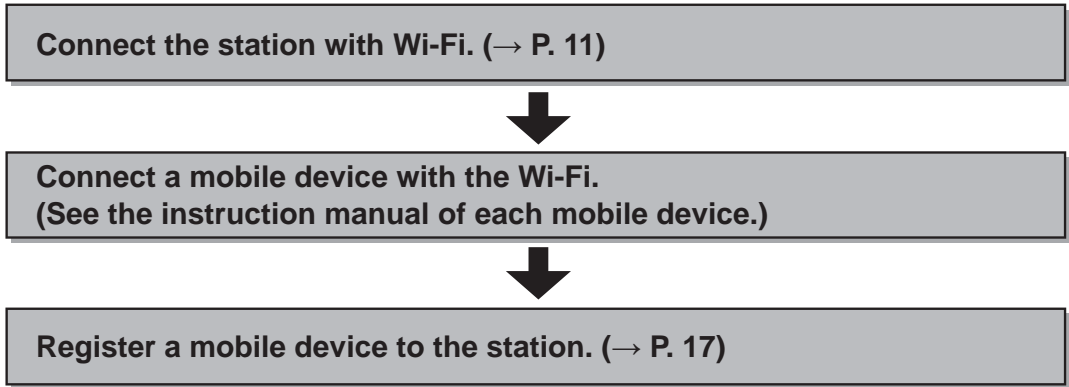 Connect the station with Wi-Fi. (→ P. 11)
Connect a mobile device with the Wi-Fi.
(See the instruction manual of each mobile device.)
Register a mobile device to the station. (→ P. 17)